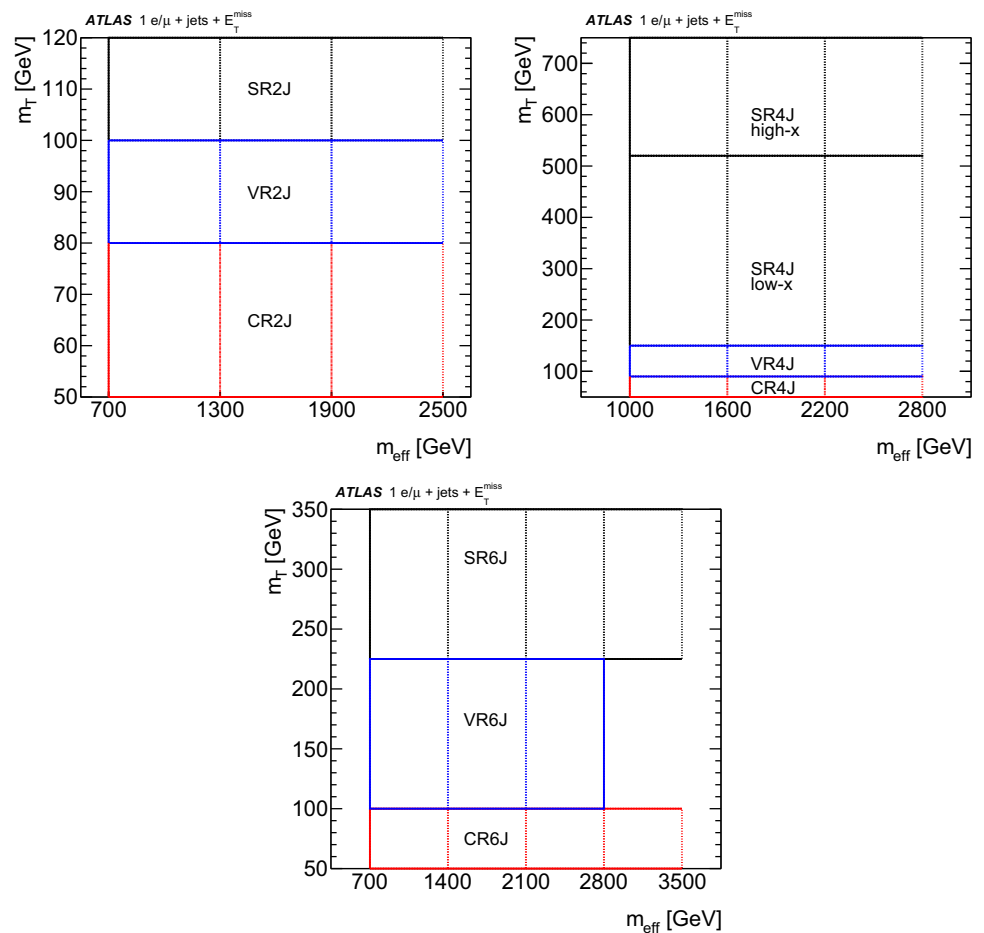 ATLAS 1 e/μ + jets + E_T^miss
m_T [GeV]
120
110
100
90
80
70
60
50
SR2J
VR2J
CR2J
700 1300 1900 2500
m_eff [GeV]
ATLAS 1 e/μ + jets + E_T^miss
m_T [GeV]
700
600
500
400
300
200
100
SR4J
high-x
SR4J
low-x
VR4J
CR4J
1000 1600 2200 2800
m_eff [GeV]
ATLAS 1 e/μ + jets + E_T^miss
m_T [GeV]
350
300
250
200
150
100
50
SR6J
VR6J
CR6J
700 1400 2100 2800 3500
m_eff [GeV]